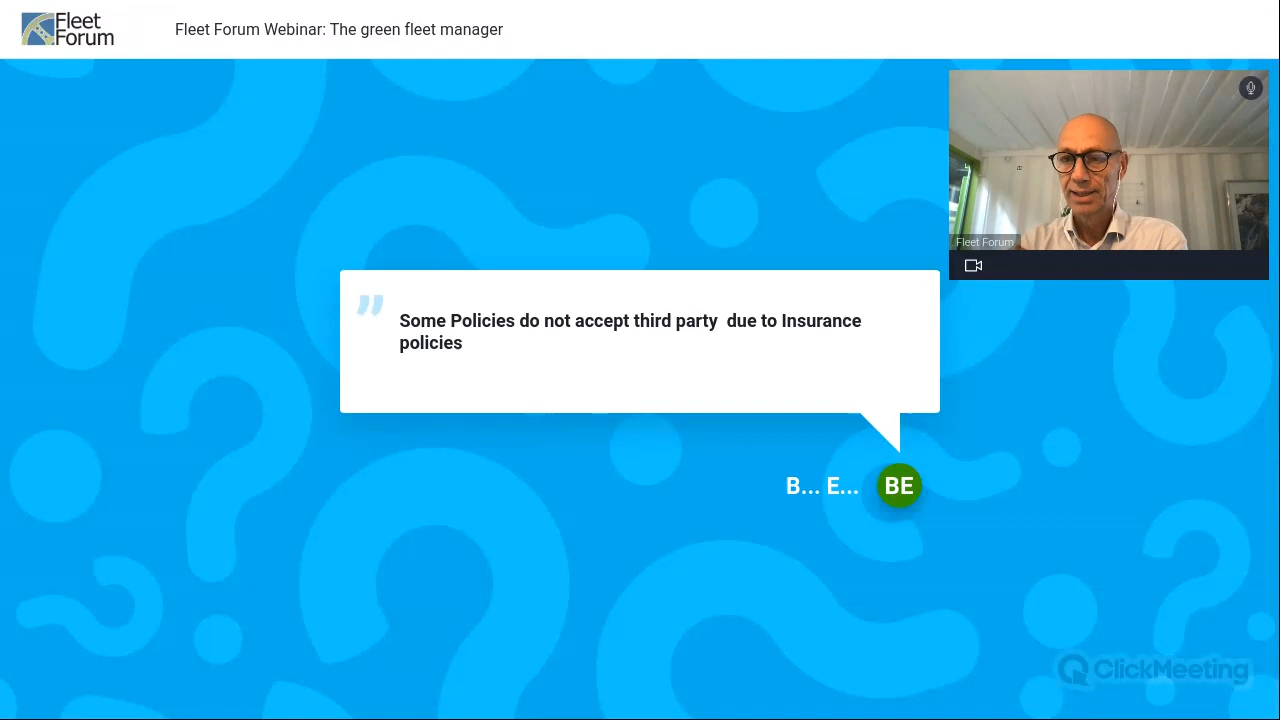 Fleet
Forum
Fleet Forum Webinar: The green fleet manager
Fleet Forum
Some Policies do not accept third party  due to Insurance
policies
B... E... BE
ClickMeeting